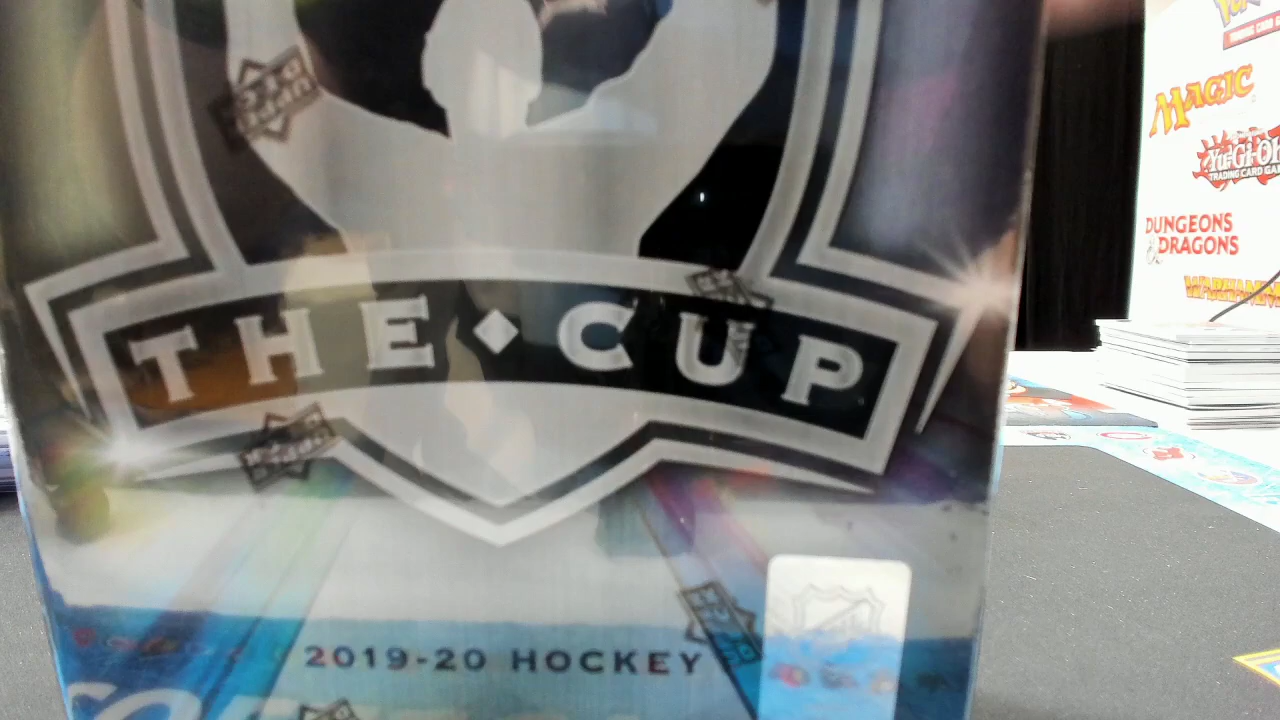 THE CUP
2019-20 HOCKEY
MAGIC
Yu-Gi-Oh!
TRADING CARD GAME
DUNGEONS
& DRAGONS